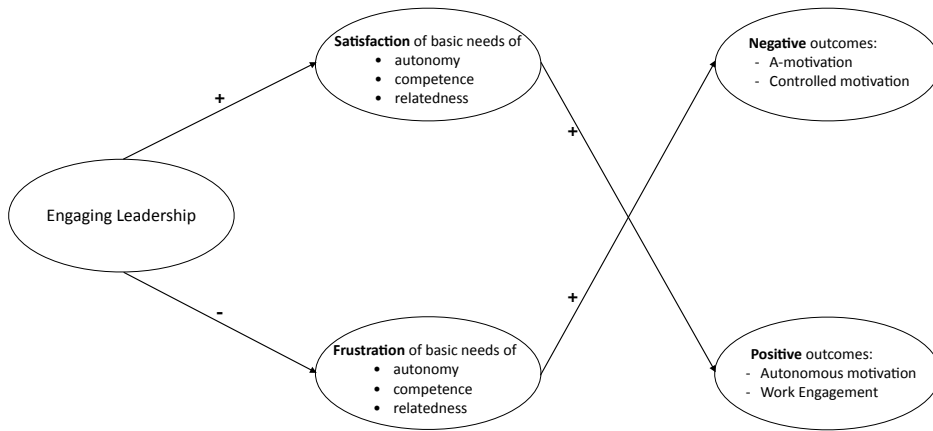 Satisfaction of basic needs of
• autonomy
• competence
• relatedness
Negative outcomes:
- A-motivation
- Controlled motivation
+
+
Engaging Leadership
-
+
Frustration of basic needs of
• autonomy
• competence
• relatedness
Positive outcomes:
- Autonomous motivation
- Work Engagement